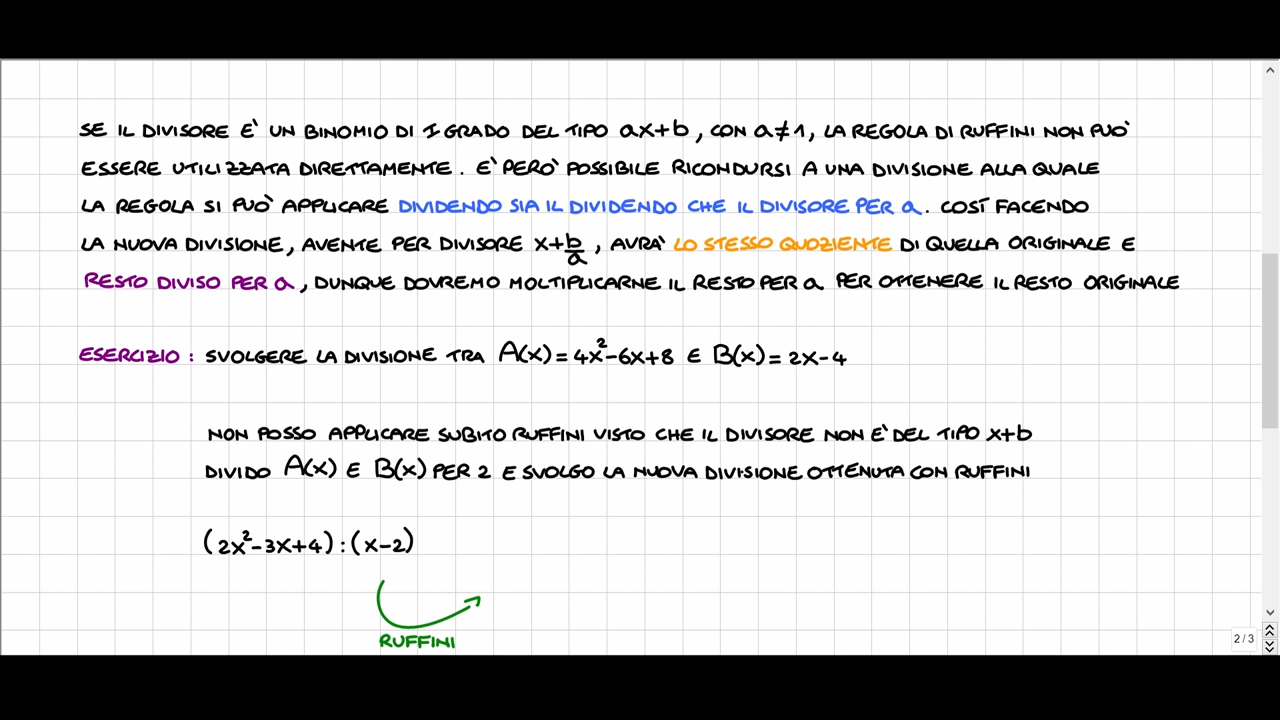 SE IL DIVISORE E' UN BINOMIO DI I GRADO DEL TIPO ax+b, CON a≠1, LA REGOLA DI RUFFINI NON PUO'
ESSERE UTILIZZATA DIRETTAMENTE. E' PERO' POSSIBILE RICONDURSI A UNA DIVISIONE ALLA QUALE
LA REGOLA SI PUO' APPLICARE DIVIDENDO SIA IL DIVIDENDO CHE IL DIVISORE PER a. COSÍ FACENDO
LA NUOVA DIVISIONE, AVENTE PER DIVISORE x+b/a, AVRA' LO STESSO QUOZIENTE DI QUELLA ORIGINALE E
RESTO DIVISO PER a, DUNQUE DOVREMO MOLTIPLICARNE IL RESTO PER a PER OTTENERE IL RESTO ORIGINALE
ESERCIZIO: SVOLGERE LA DIVISIONE TRA A(x)=4x²-6x+8 E B(x)=2x-4
NON POSSO APPLICARE SUBITO RUFFINI VISTO CHE IL DIVISORE NON E' DEL TIPO x+b
DIVIDO A(x) E B(x) PER 2 E SVOLGO LA NUOVA DIVISIONE OTTENUTA CON RUFFINI
(2x²-3x+4):(x-2)
RUFFINI
2/3